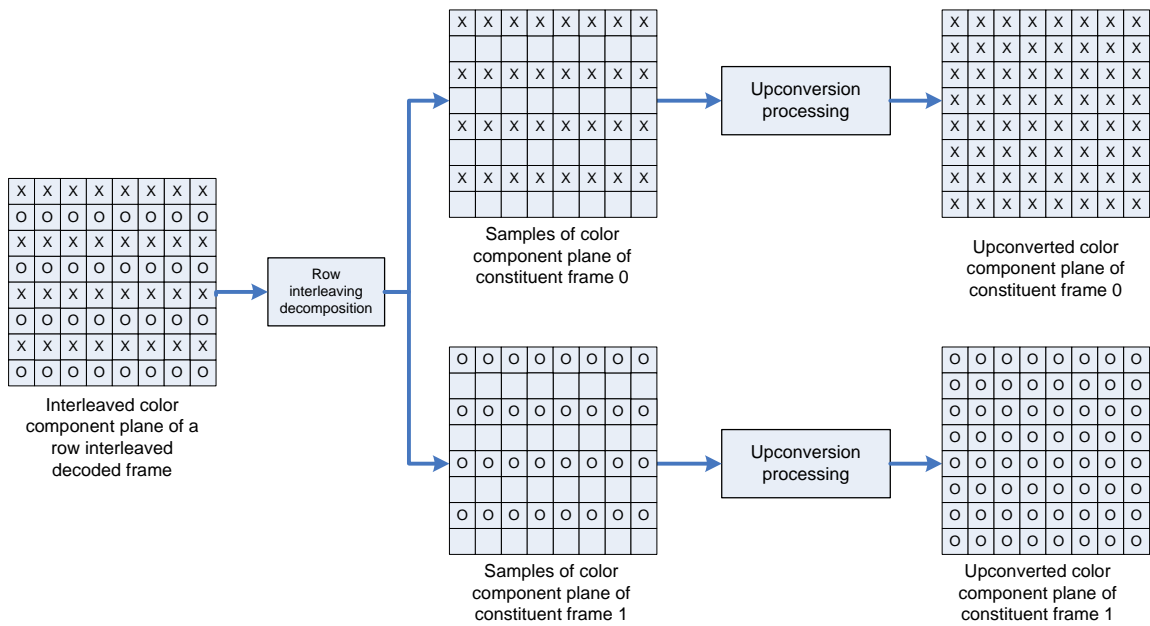 X X X X X X X X
X X X X X X X X
X X X X X X X X
X X X X X X X X
Samples of color
component plane of
constituent frame 0
Upconversion
processing
X X X X X X X X
X X X X X X X X
X X X X X X X X
X X X X X X X X
X X X X X X X X
X X X X X X X X
X X X X X X X X
X X X X X X X X
Upconverted color
component plane of
constituent frame 0
X X X X X X X X
O O O O O O O O
X X X X X X X X
O O O O O O O O
X X X X X X X X
O O O O O O O O
X X X X X X X X
O O O O O O O O
Interleaved color
component plane of a
row interleaved
decoded frame
Row
interleaving
decomposition
O O O O O O O O
O O O O O O O O
O O O O O O O O
O O O O O O O O
Samples of color
component plane of
constituent frame 1
Upconversion
processing
O O O O O O O O
O O O O O O O O
O O O O O O O O
O O O O O O O O
O O O O O O O O
O O O O O O O O
O O O O O O O O
O O O O O O O O
Upconverted color
component plane of
constituent frame 1